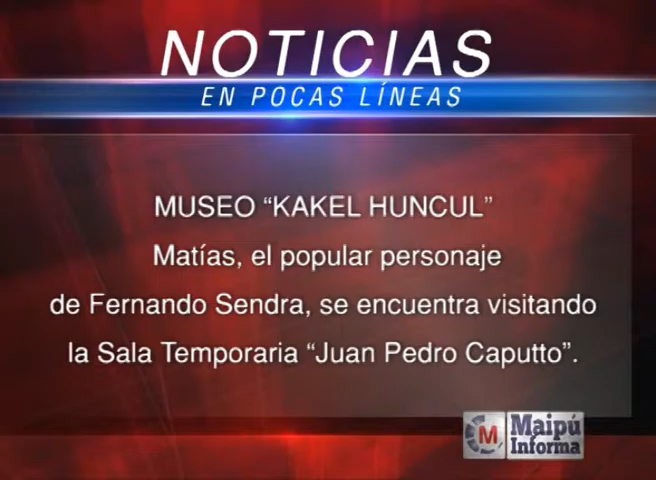 NOTICIAS
EN POCAS LÍNEAS
MUSEO “KAKEL HUNCUL”
Matías, el popular personaje
de Fernando Sendra, se encuentra visitando
la Sala Temporaria “Juan Pedro Caputto”.
M Maipú
Informa